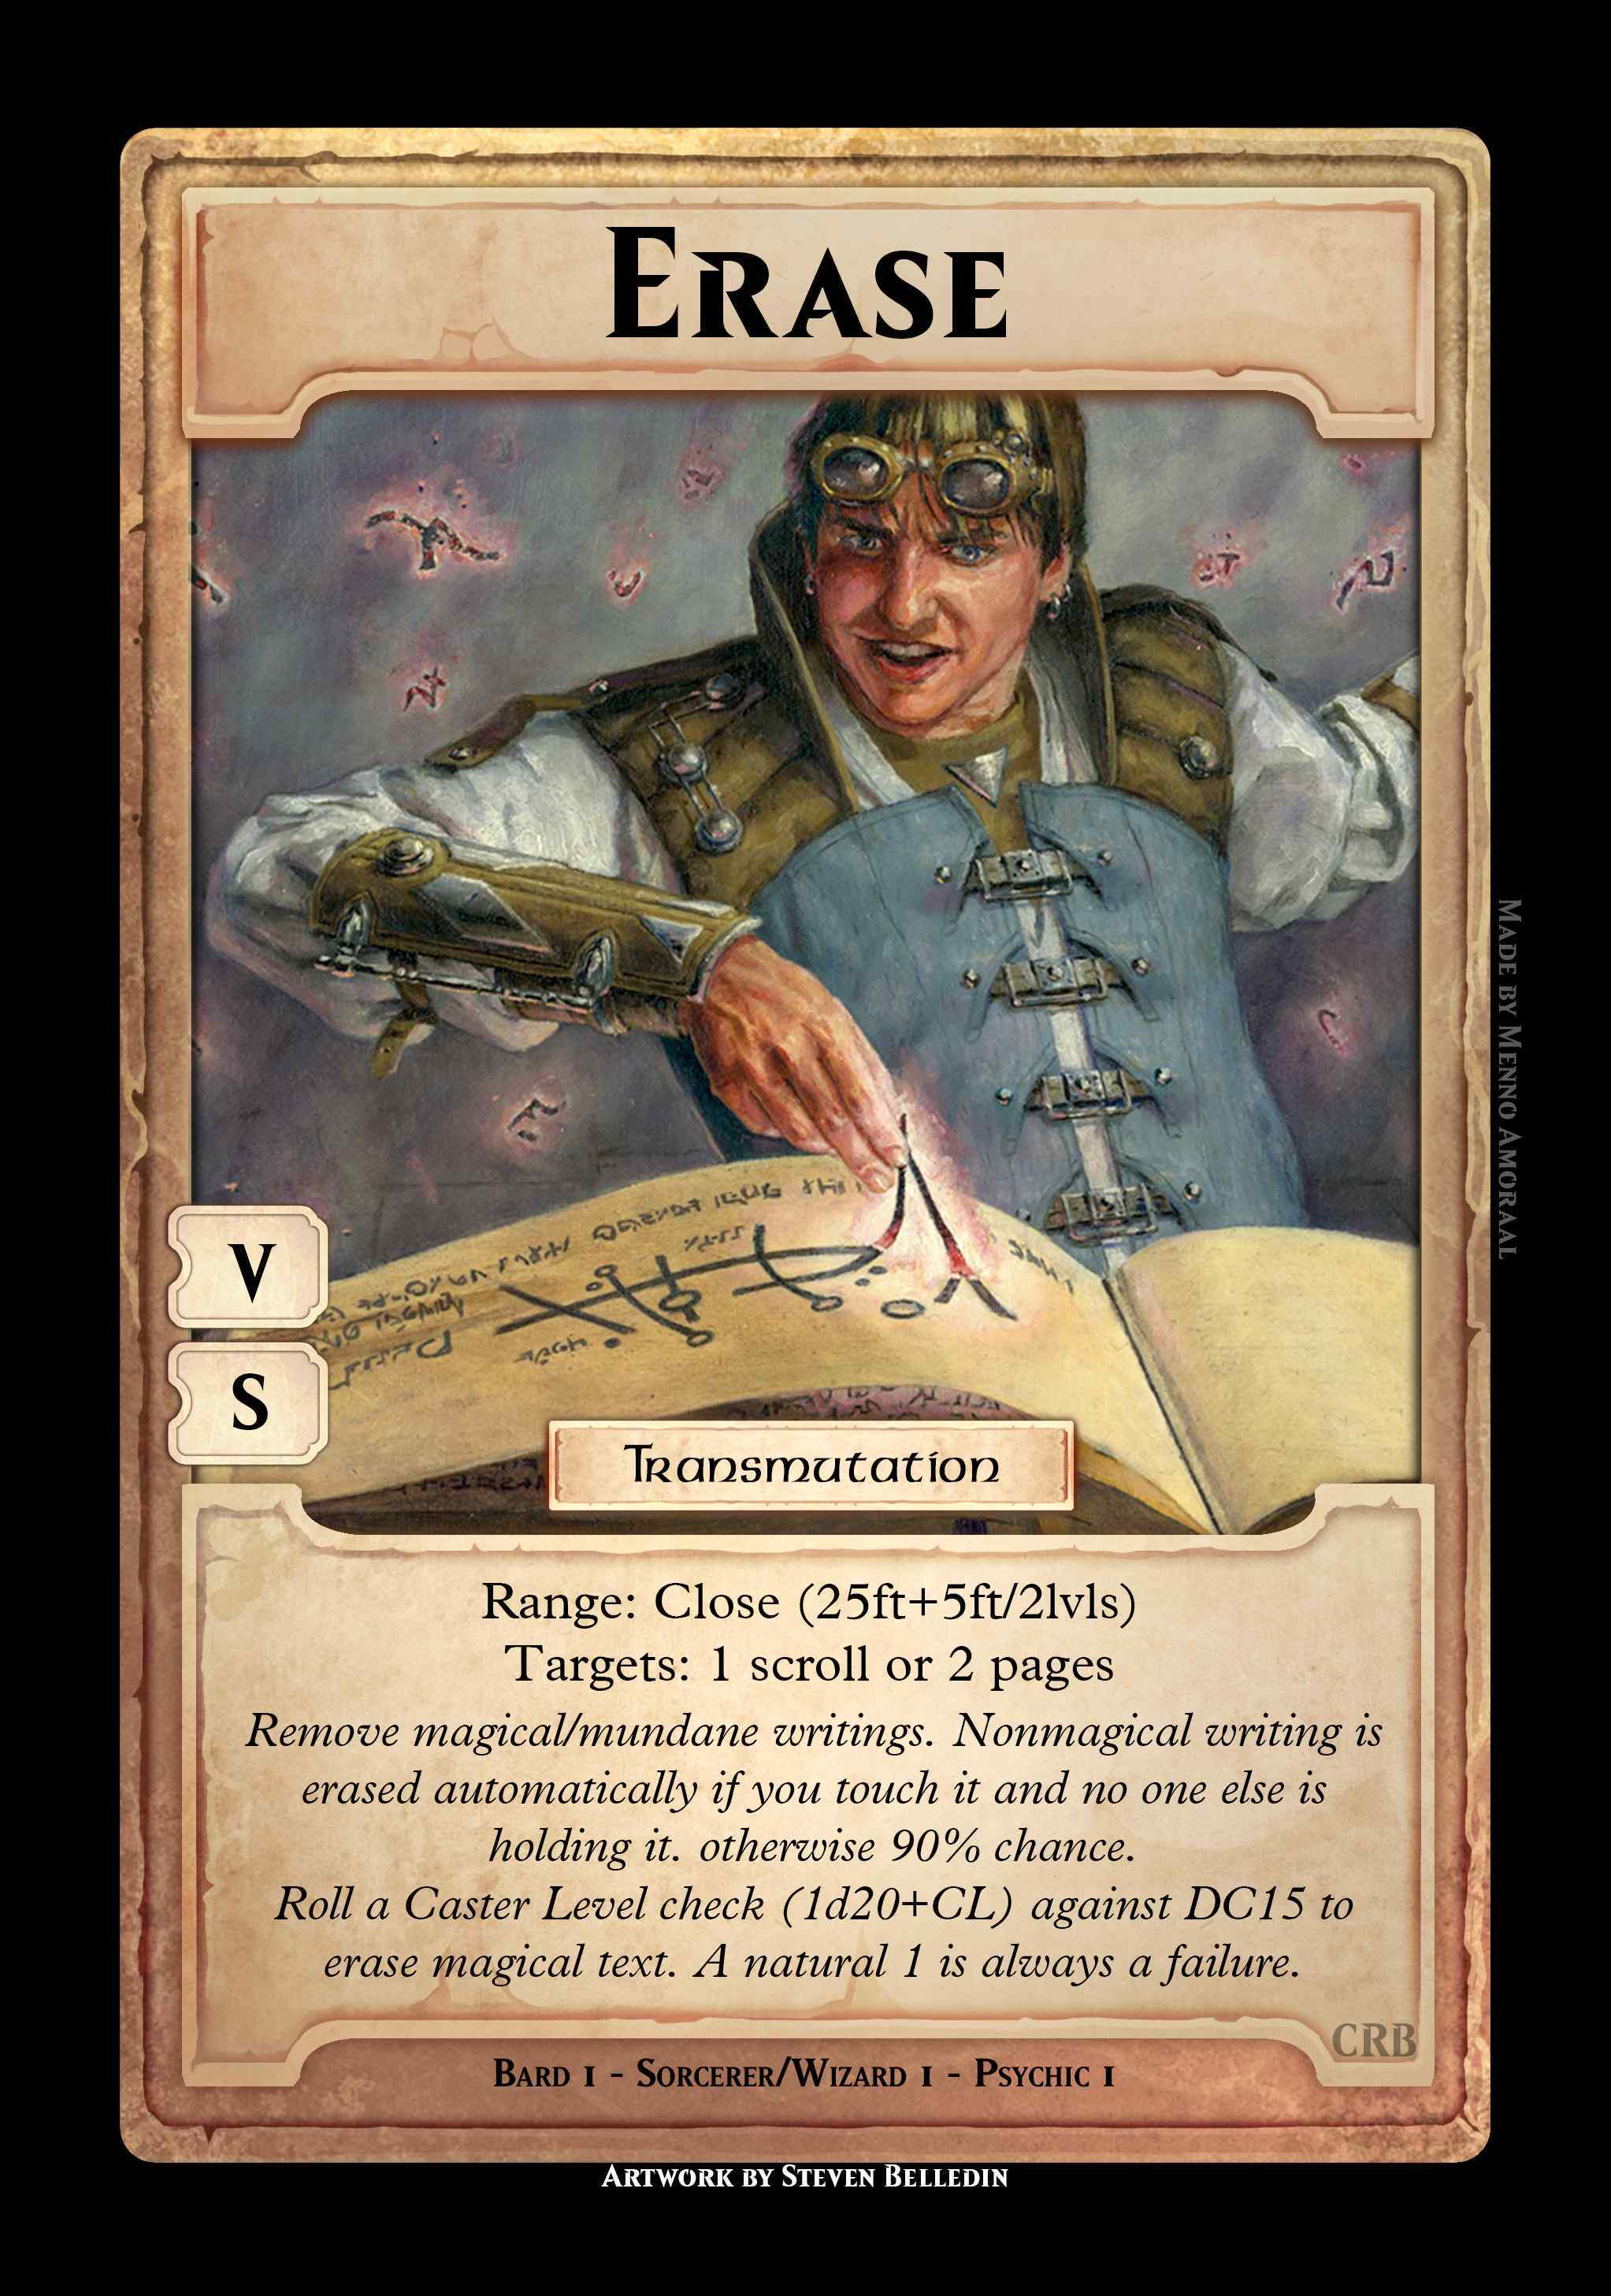 ERASE
V
S
Transmutation
Range: Close (25ft+5ft/2lvls)
Targets: 1 scroll or 2 pages
Remove magical/mundane writings. Nonmagical writing is
erased automatically if you touch it and no one else is
holding it. otherwise 90% chance.
Roll a Caster Level check (1d20+CL) against DC15 to
erase magical text. A natural 1 is always a failure.
CRB
BARD 1 - SORCERER/WIZARD 1 - PSYCHIC 1
ARTWORK BY STEVEN BELLEDIN
MADE BY MENNO AMORAAL